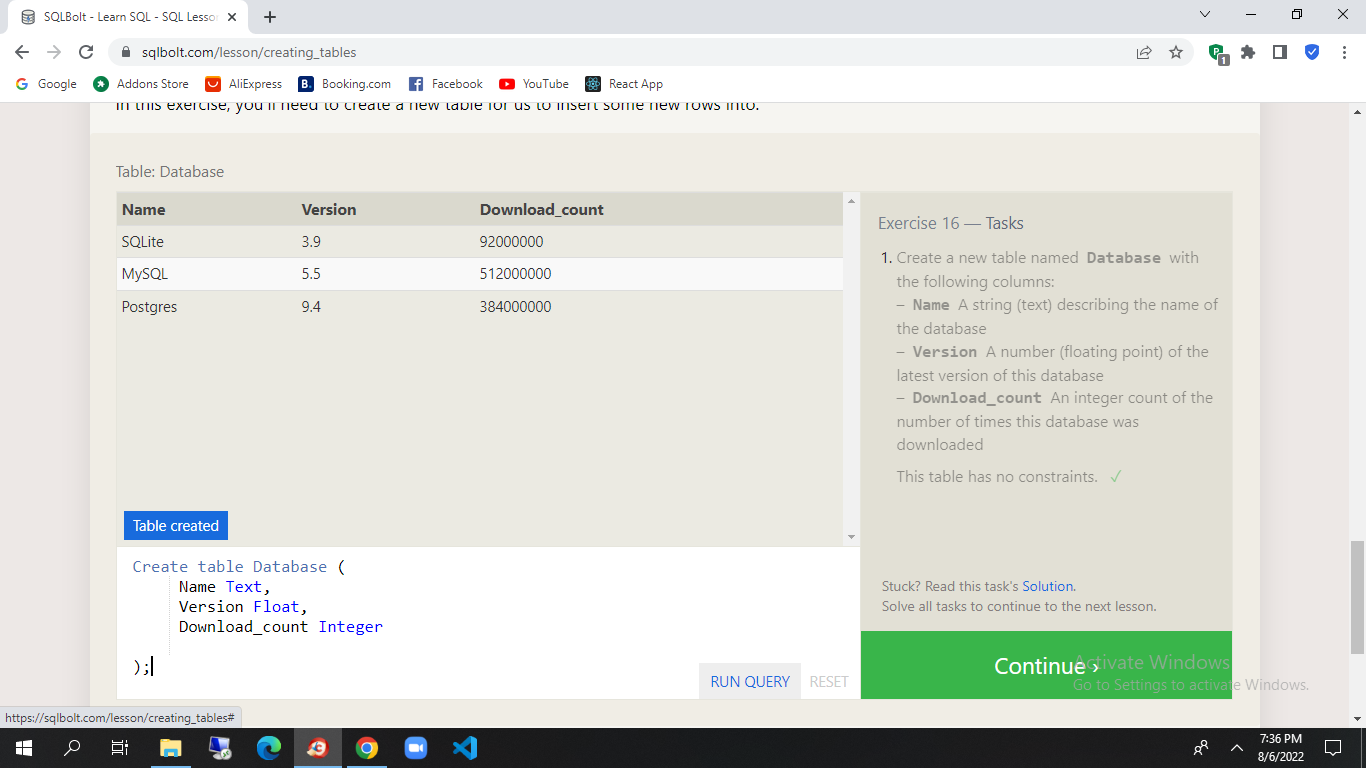 SQLBolt - Learn SQL - SQL Lesson
sqlbolt.com/lesson/creating_tables
1
Google Addons Store AliExpress B. Booking.com Facebook YouTube React App
In this exercise, you'll need to create a new table for us to insert some new rows into.
Table: Database
Name Version Download_count
SQLite 3.9 92000000
MySQL 5.5 512000000
Postgres 9.4 384000000
Table created
Create table Database (
Name Text,
Version Float,
Download_count Integer
);
RUN QUERY RESET
Exercise 16 — Tasks
1. Create a new table named Database with
the following columns:
– Name A string (text) describing the name of
the database
– Version A number (floating point) of the
latest version of this database
– Download_count An integer count of the
number of times this database was
downloaded
This table has no constraints. ✓
Stuck? Read this task's Solution.
Solve all tasks to continue to the next lesson.
Continue ›
Activate Windows
Go to Settings to activate Windows.
https://sqlbolt.com/lesson/creating_tables#
7:36 PM
8/6/2022